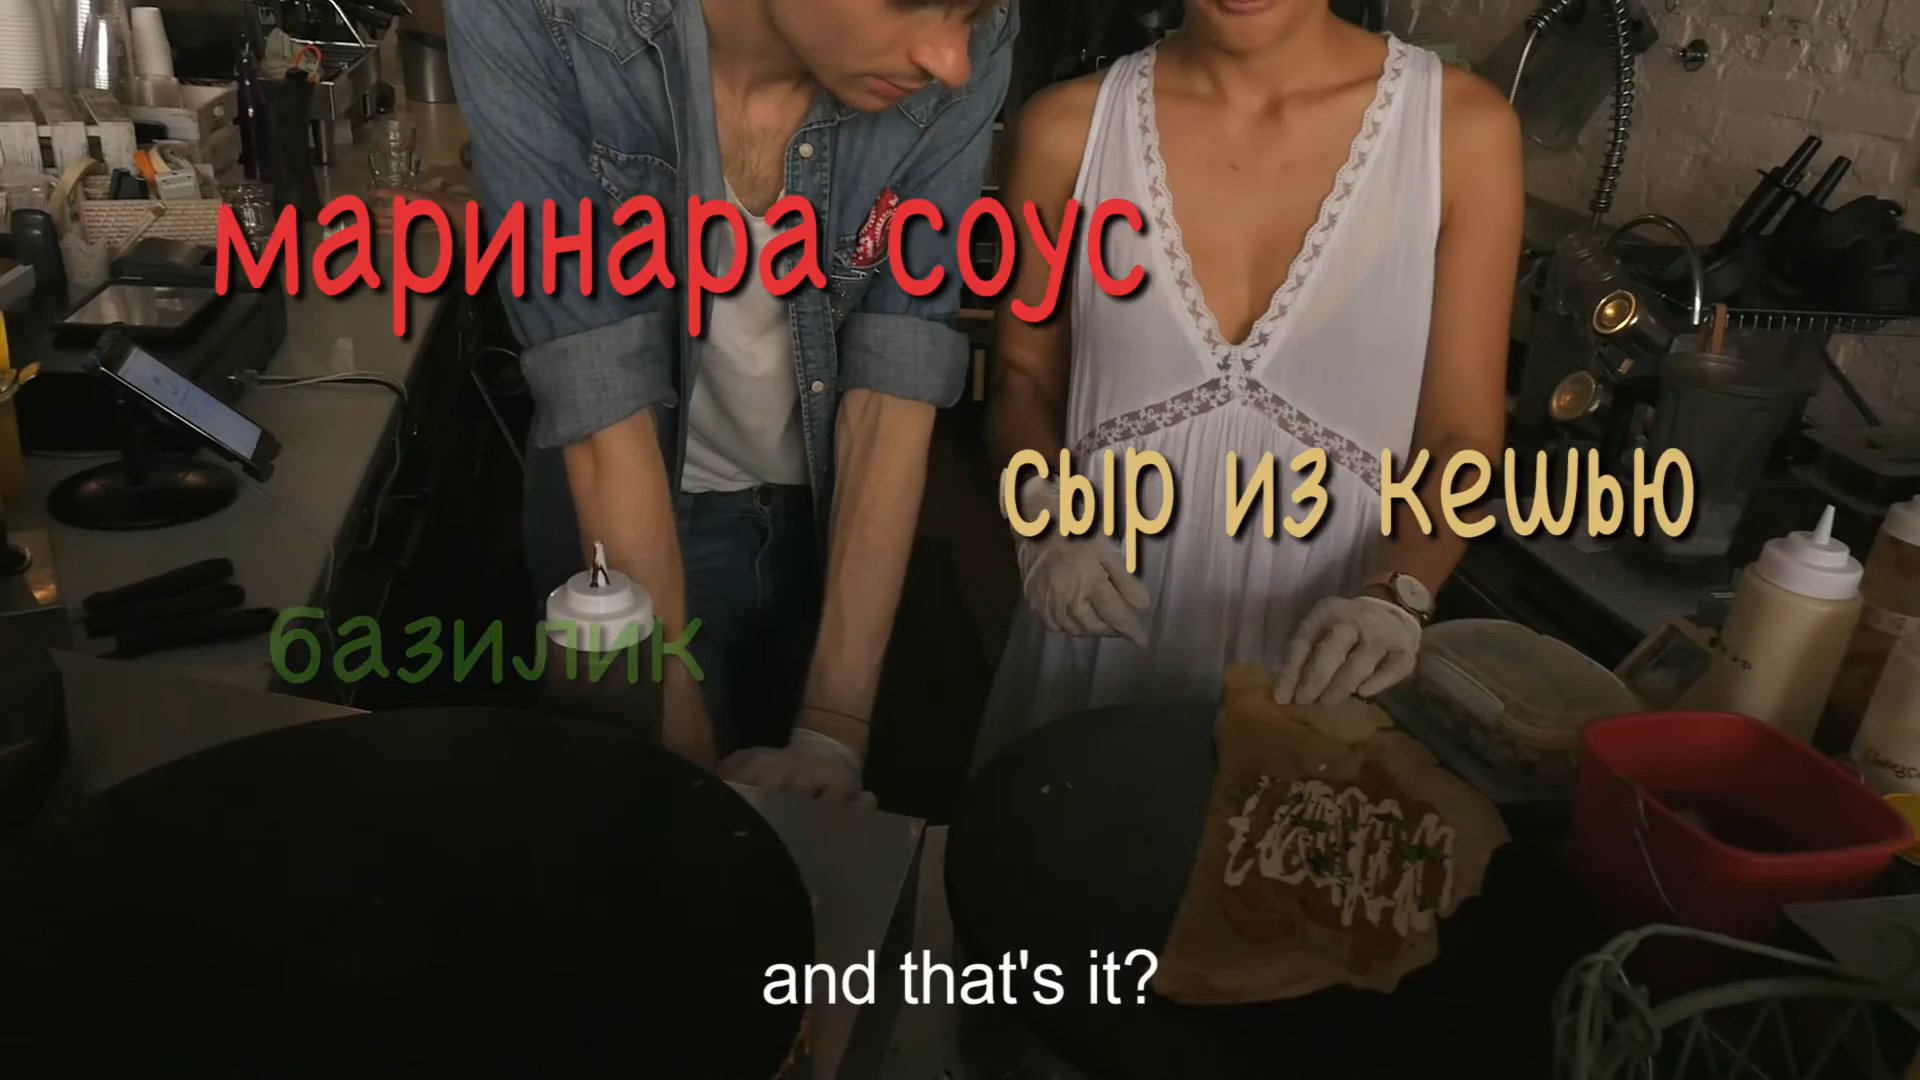 маринара соус
сыр из кешью
базилик
and that's it?